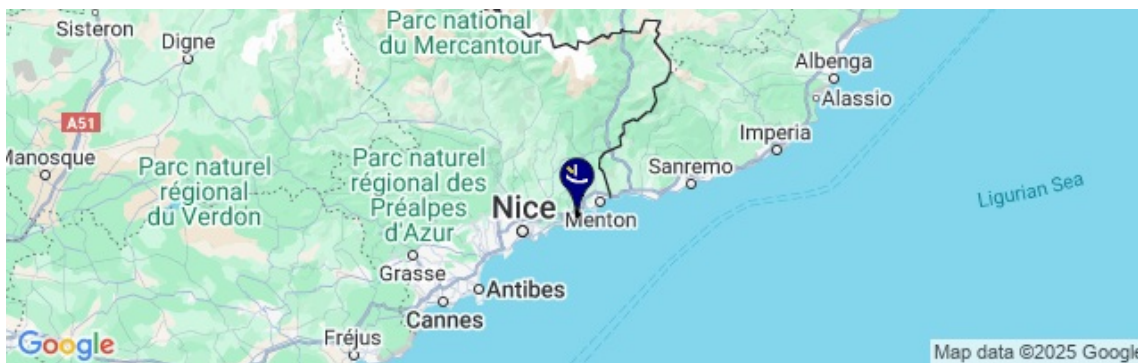 Sisteron
Parc national
du Mercantour
Digne
Albenga
Alassio
A51
Imperia
Manosque
Parc naturel
régional
du Verdon
Parc naturel
régional des
Préalpes
d'Azur
Sanremo
Ligurian Sea
Nice
Menton
Grasse
Antibes
Cannes
Fréjus
Google
Map data ©2025 Google